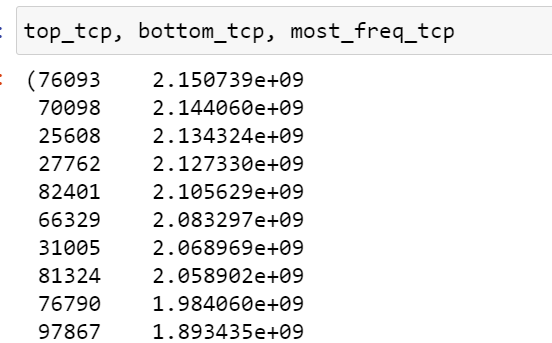 top_tcp, bottom_tcp, most_freq_tcp
(76093    2.150739e+09
70098    2.144060e+09
25608    2.134324e+09
27762    2.127330e+09
82401    2.105629e+09
66329    2.083297e+09
31005    2.068969e+09
81324    2.058902e+09
76790    1.984060e+09
97867    1.893435e+09